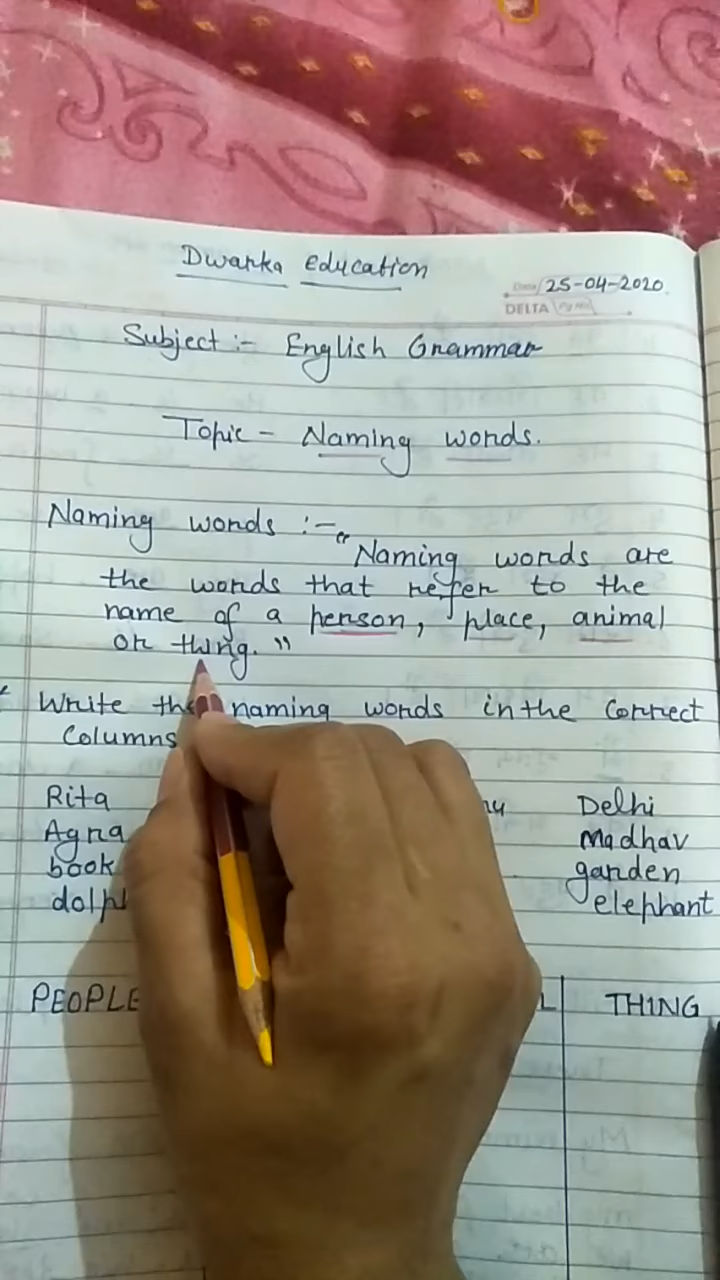 Dwarka education
Date 25-04-2020
DELTA Pg No
Subject :- English Grammar
Topic - Naming words.
Naming words :- "Naming words are
the words that refer to the
name of a person, place, animal
or thing."
Write the naming words in the correct
Columns
Rita Delhi
Agra Madhav
book garden
elephant
PEOPLE THING